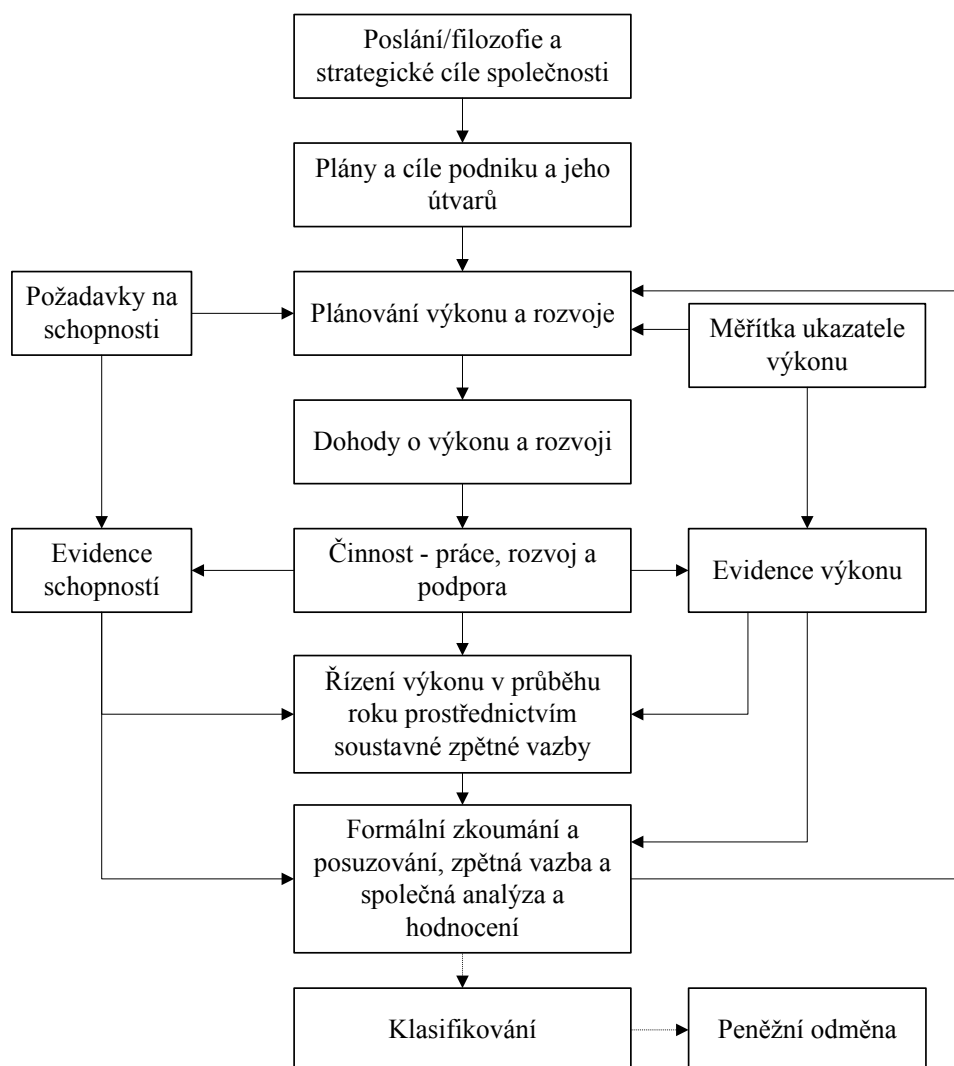 Poslání/filozofie a
strategické cíle společnosti
Plány a cíle podniku a jeho
útvarů
Požadavky na
schopnosti
Plánování výkonu a rozvoje
Měřítka ukazatele
výkonu
Dohody o výkonu a rozvoji
Evidence
schopností
Činnost - práce, rozvoj a
podpora
Evidence výkonu
Řízení výkonu v průběhu
roku prostřednictvím
soustavné zpětné vazby
Formální zkoumání a
posuzování, zpětná vazba a
společná analýza a
hodnocení
Klasifikování
Peněžní odměna